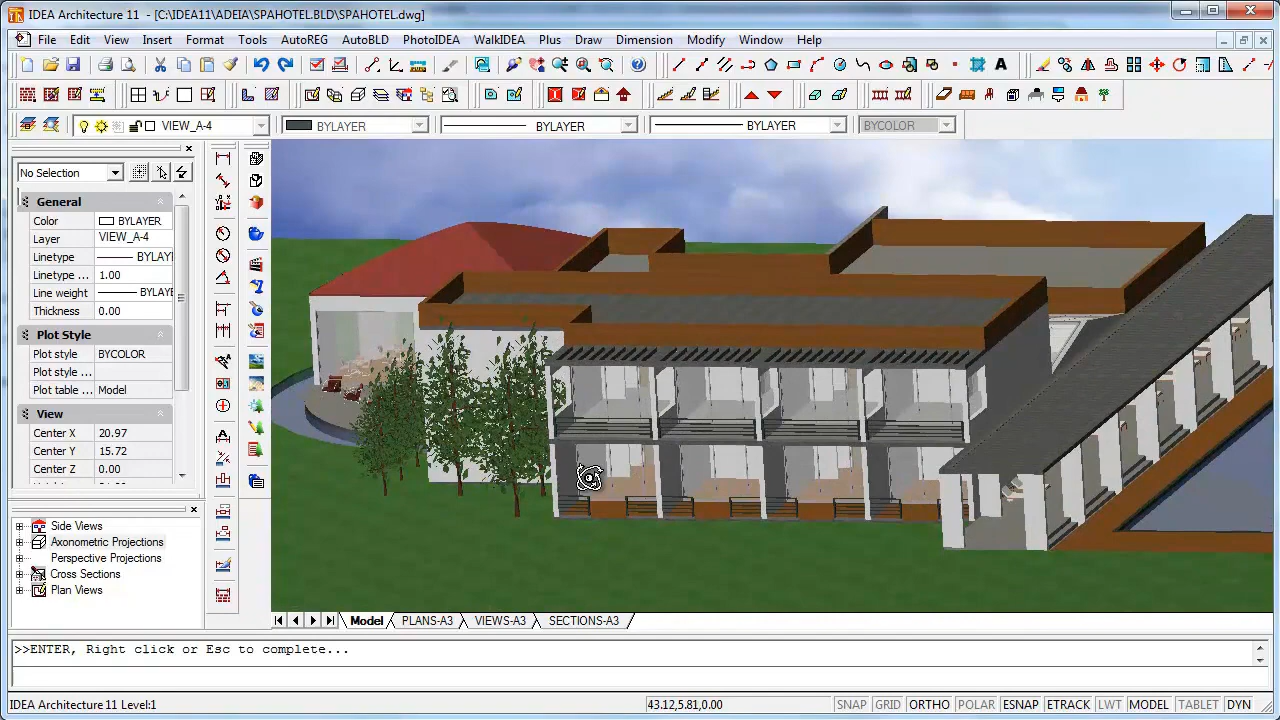 IDEA Architecture 11 - [C:\IDEA11\ADEIA\SPAHOTEL.BLD\SPAHOTEL.dwg]
File Edit View Insert Format Tools AutoREG AutoBLD PhotoIDEA WalkIDEA Plus Draw Dimension Modify Window Help
VIEW_A-4 BYLAYER BYLAYER BYLAYER BYCOLOR
No Selection
General
Color BYLAYER
Layer VIEW_A-4
Linetype BYLAY
Linetype ... 1.00
Line weight BYLAYE
Thickness 0.00
Plot Style
Plot style BYCOLOR
Plot style ...
Plot table ... Model
View
Center X 20.97
Center Y 15.72
Center Z 0.00
Side Views
Axonometric Projections
Perspective Projections
Cross Sections
Plan Views
Model PLANS-A3 VIEWS-A3 SECTIONS-A3
>>ENTER, Right click or Esc to complete...
IDEA Architecture 11 Level:1 43.12,5.81,0.00 SNAP GRID ORTHO POLAR ESNAP ETRACK LWT MODEL TABLET DYN